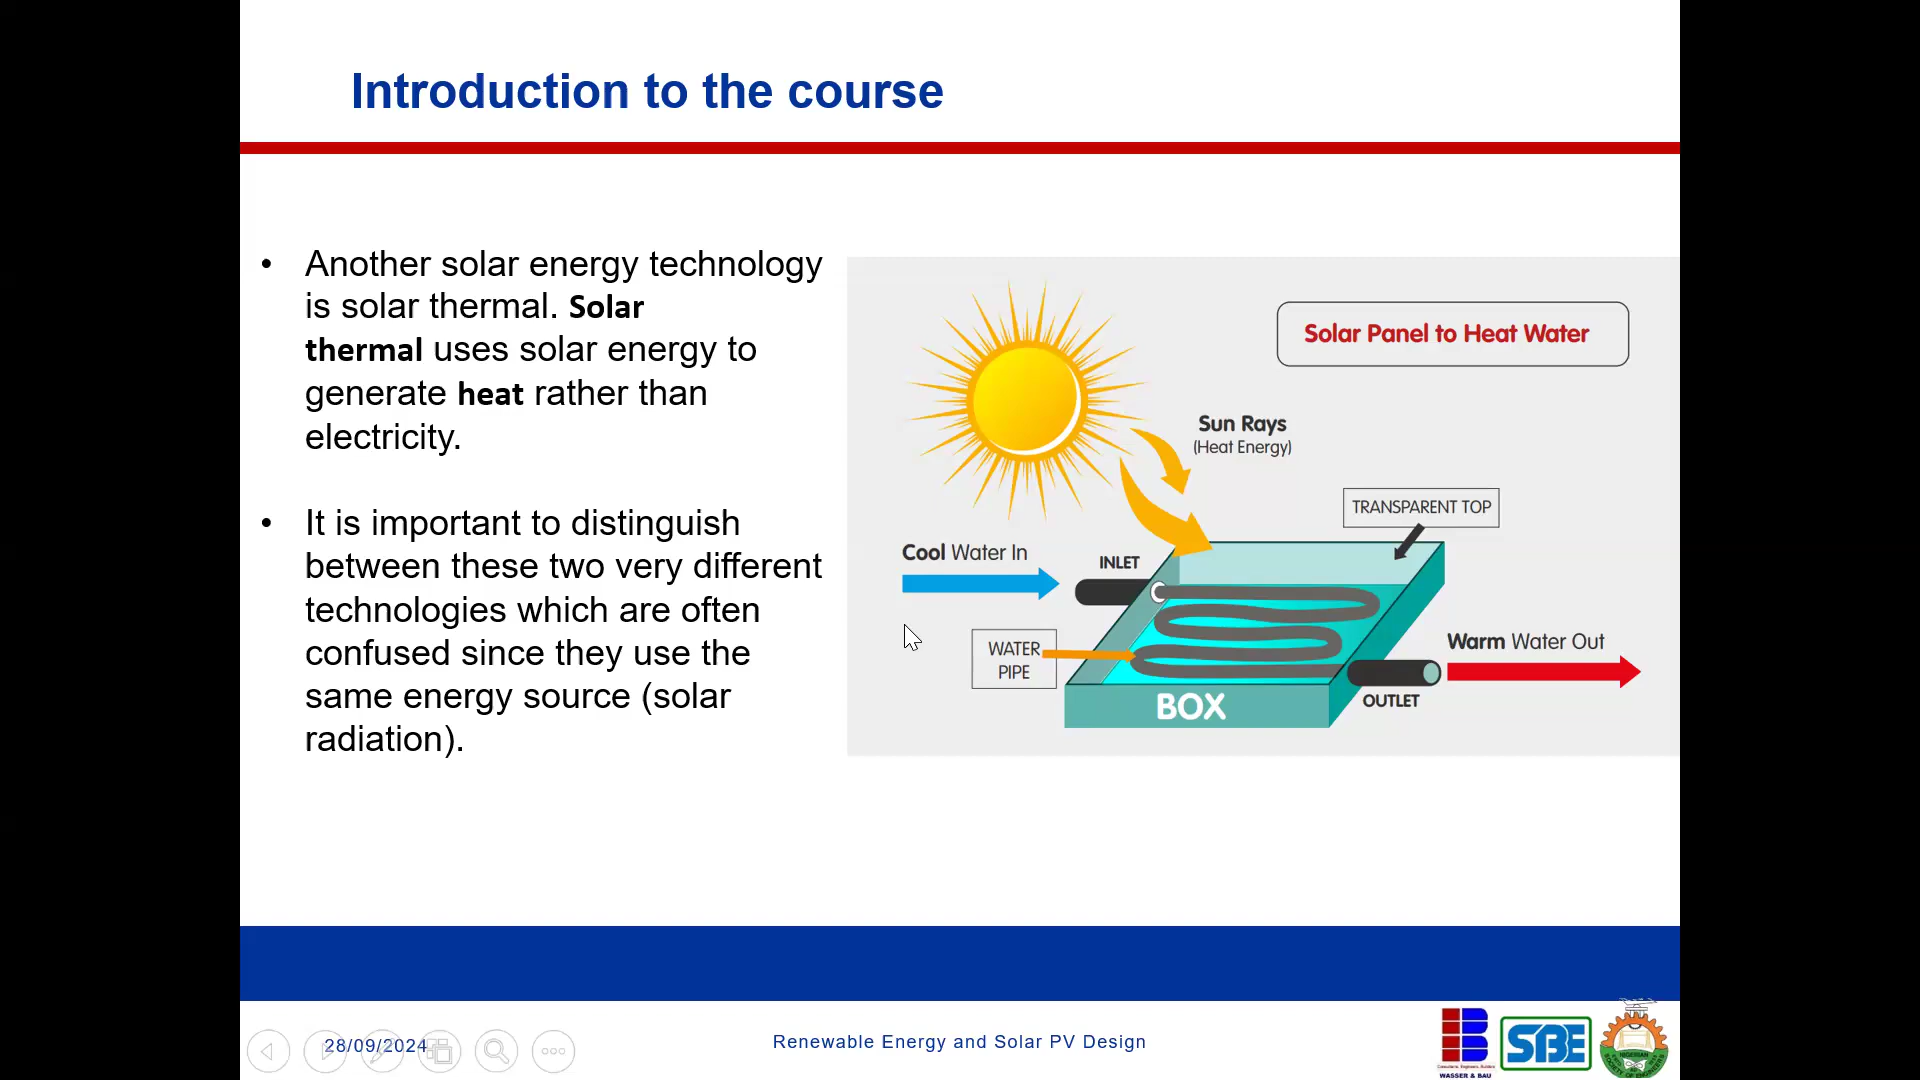 Introduction to the course
• Another solar energy technology
is solar thermal. Solar
thermal uses solar energy to
generate heat rather than
electricity.
• It is important to distinguish
between these two very different
technologies which are often
confused since they use the
same energy source (solar
radiation).
Solar Panel to Heat Water
Sun Rays
(Heat Energy)
TRANSPARENT TOP
Cool Water In
INLET
WATER
PIPE
Warm Water Out
OUTLET
BOX
28/09/2024
Renewable Energy and Solar PV Design
SBE
WASSER & BAU
NIGERIAN
SOCIETY OF ENGINEERS